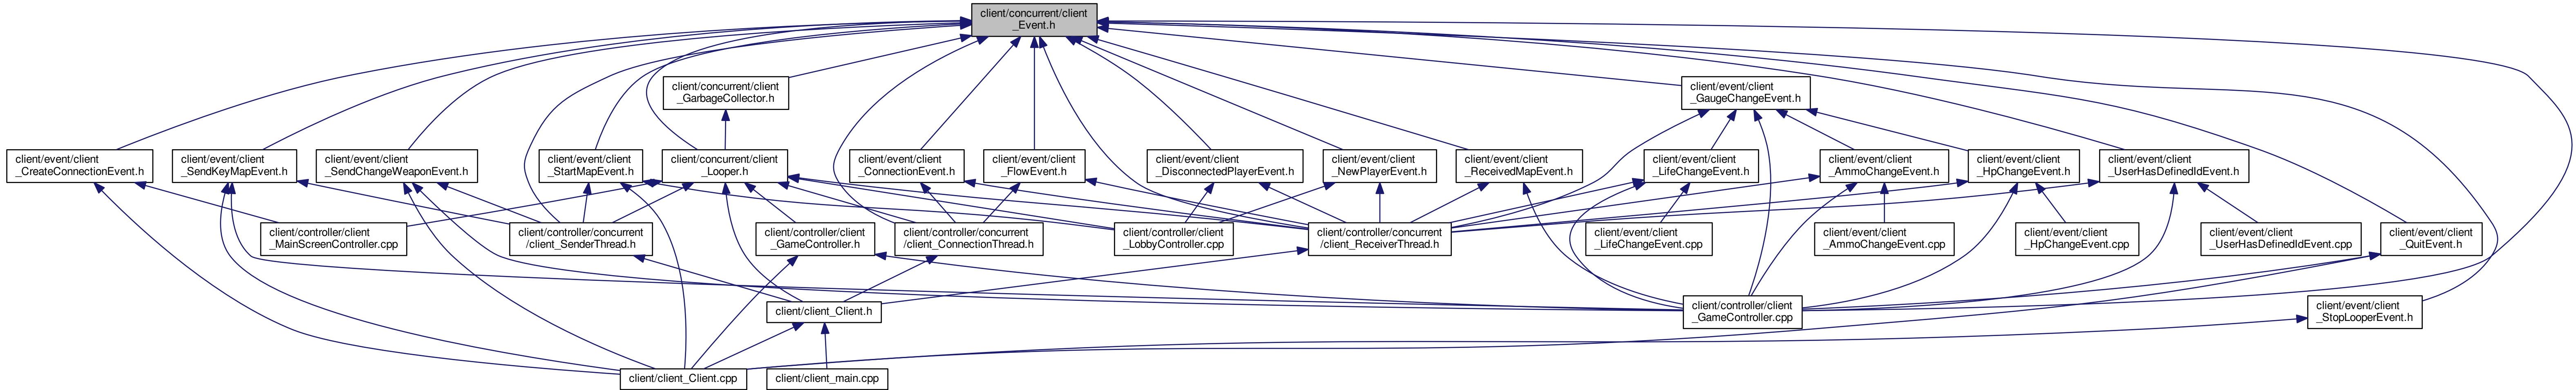 client/concurrent/client
_Event.h
client/concurrent/client
_GarbageCollector.h
client/event/client
_GaugeChangeEvent.h
client/event/client
_CreateConnectionEvent.h
client/event/client
_SendKeyMapEvent.h
client/event/client
_SendChangeWeaponEvent.h
client/event/client
_StartMapEvent.h
client/concurrent/client
_Looper.h
client/event/client
_ConnectionEvent.h
client/event/client
_FlowEvent.h
client/event/client
_DisconnectedPlayerEvent.h
client/event/client
_NewPlayerEvent.h
client/event/client
_ReceivedMapEvent.h
client/event/client
_LifeChangeEvent.h
client/event/client
_AmmoChangeEvent.h
client/event/client
_HpChangeEvent.h
client/event/client
_UserHasDefinedIdEvent.h
client/controller/client
_MainScreenController.cpp
client/controller/concurrent
/client_SenderThread.h
client/controller/client
_GameController.h
client/controller/concurrent
/client_ConnectionThread.h
client/controller/client
_LobbyController.cpp
client/controller/concurrent
/client_ReceiverThread.h
client/event/client
_LifeChangeEvent.cpp
client/event/client
_AmmoChangeEvent.cpp
client/event/client
_HpChangeEvent.cpp
client/event/client
_UserHasDefinedIdEvent.cpp
client/event/client
_QuitEvent.h
client/client_Client.h
client/controller/client
_GameController.cpp
client/event/client
_StopLooperEvent.h
client/client_Client.cpp
client/client_main.cpp